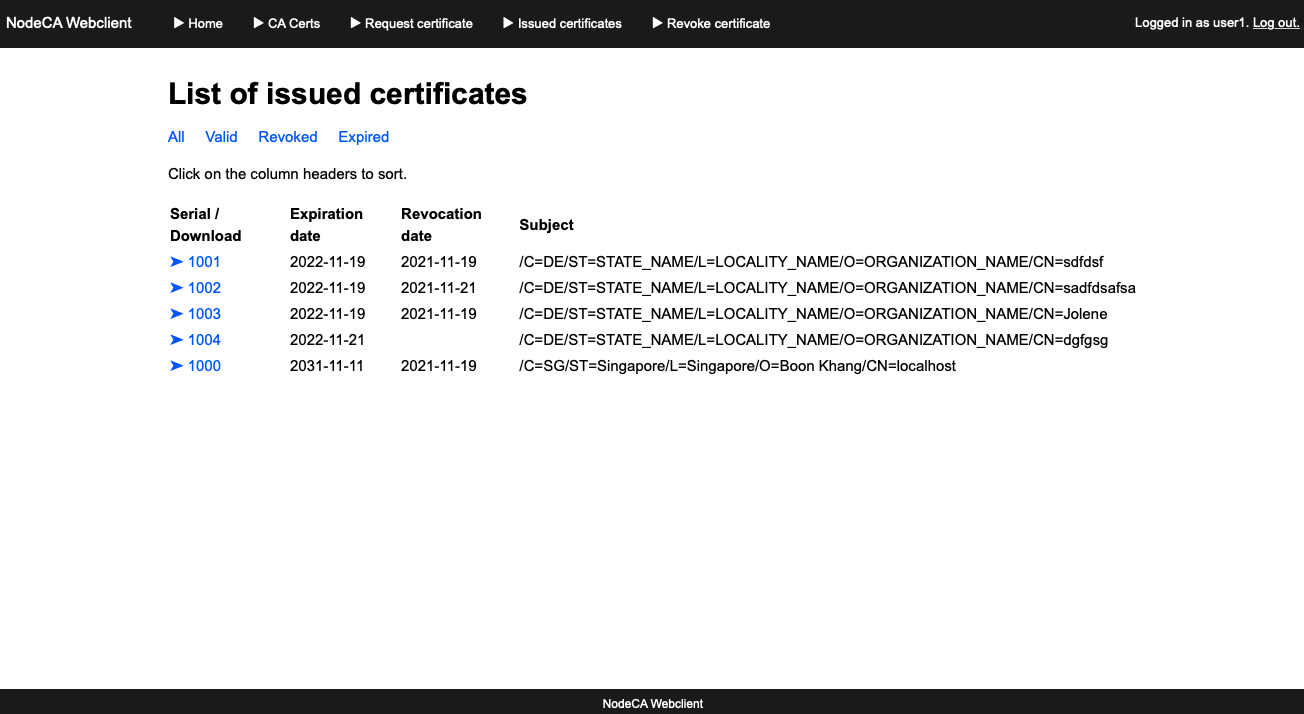 NodeCA Webclient ▶ Home ▶ CA Certs ▶ Request certificate ▶ Issued certificates ▶ Revoke certificate Logged in as user1. Log out.
List of issued certificates
All Valid Revoked Expired
Click on the column headers to sort.
Serial / Download Expiration date Revocation date Subject
➤ 1001 2022-11-19 2021-11-19 /C=DE/ST=STATE_NAME/L=LOCALITY_NAME/O=ORGANIZATION_NAME/CN=sdfdsf
➤ 1002 2022-11-19 2021-11-21 /C=DE/ST=STATE_NAME/L=LOCALITY_NAME/O=ORGANIZATION_NAME/CN=sadfdsafsa
➤ 1003 2022-11-19 2021-11-19 /C=DE/ST=STATE_NAME/L=LOCALITY_NAME/O=ORGANIZATION_NAME/CN=Jolene
➤ 1004 2022-11-21 /C=DE/ST=STATE_NAME/L=LOCALITY_NAME/O=ORGANIZATION_NAME/CN=dgfgsg
➤ 1000 2031-11-11 2021-11-19 /C=SG/ST=Singapore/L=Singapore/O=Boon Khang/CN=localhost
NodeCA Webclient